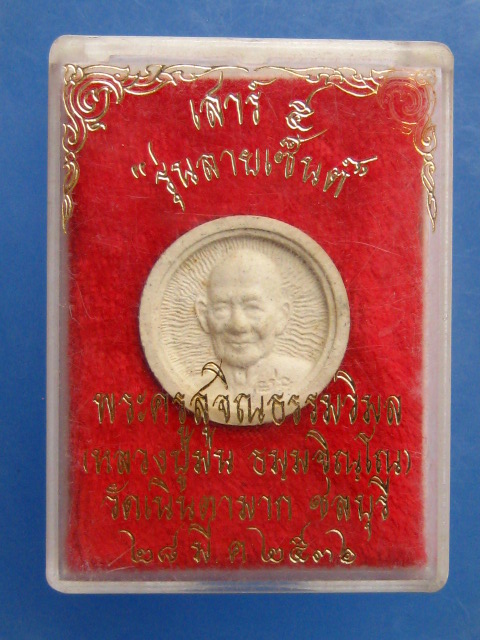 เสาร์ ๕
"รุ่นลายเซ็นต์"
พระครูสุจิณธรรมวิมล
(หลวงปู่ม่น ธมฺมจิณฺโณ)
วัดเนินตามาก ชลบุรี
๒๘ มี.ค ๒๕๓๖